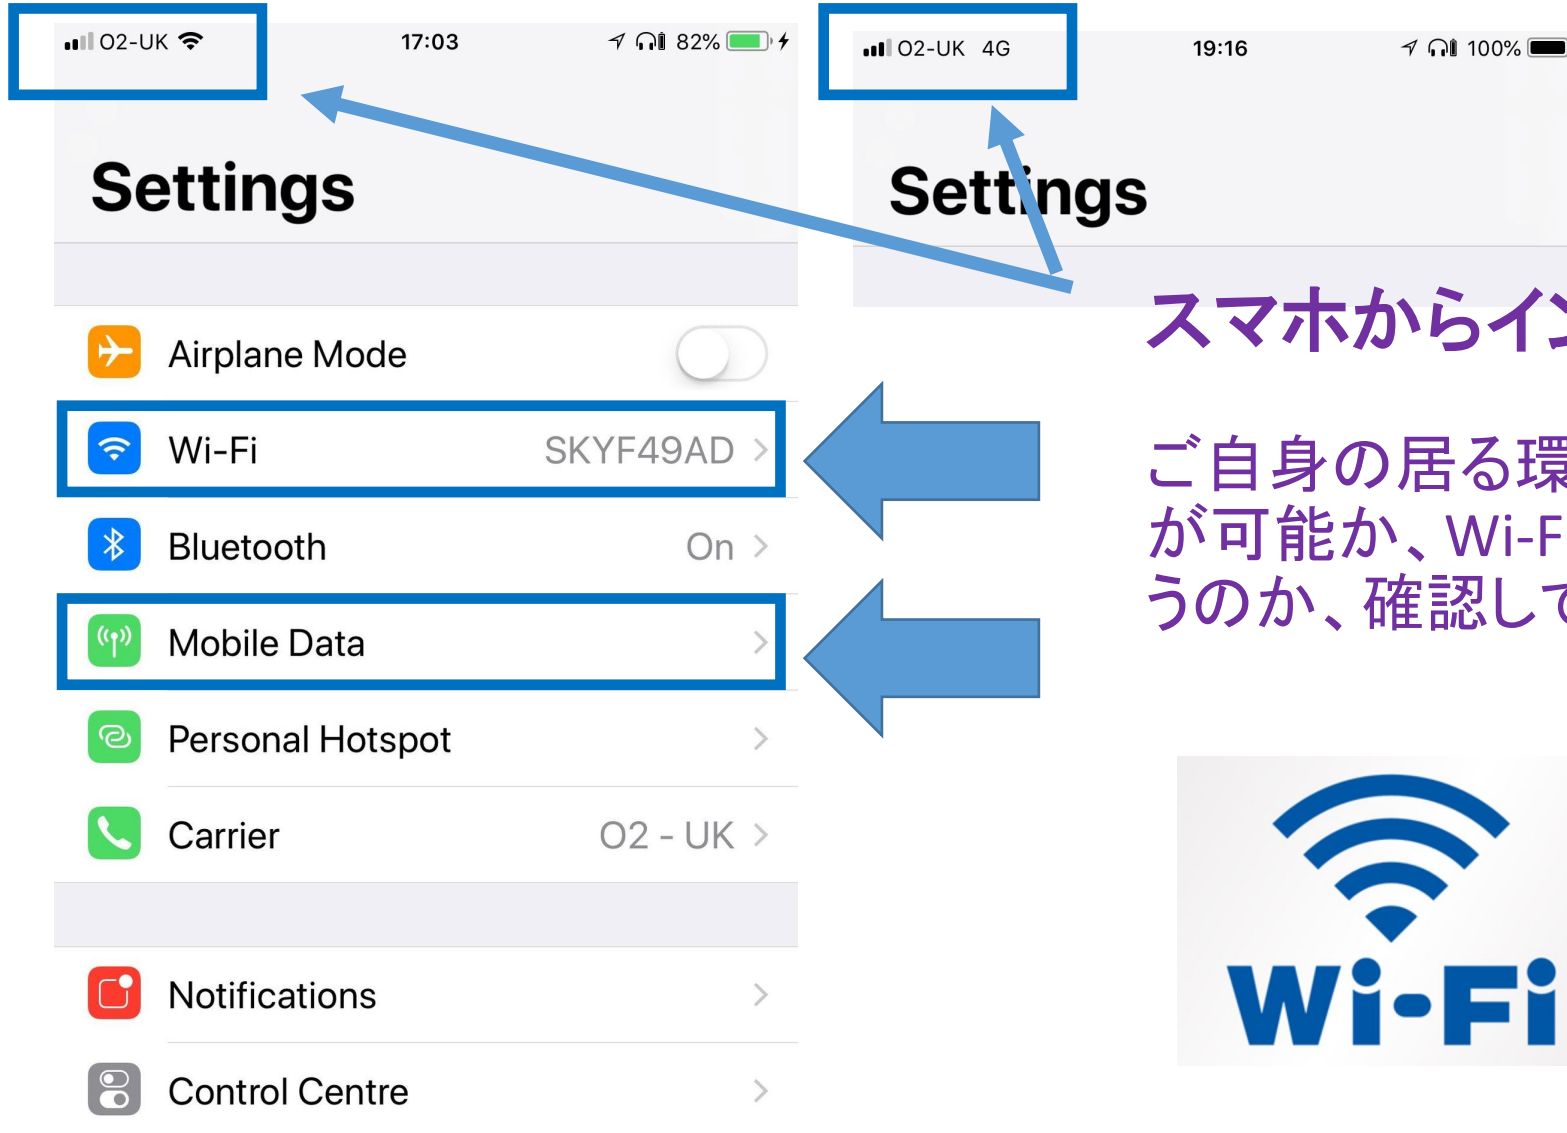 O2-UK
17:03
82%
Settings
Airplane Mode
Wi-Fi SKYF49AD
Bluetooth On
Mobile Data
Personal Hotspot
Carrier O2 - UK
Notifications
Control Centre
O2-UK 4G
19:16
100%
Settings
スマホからイン
ご自身の居る環
が可能か、Wi-F
うのか、確認して
Wi-Fi